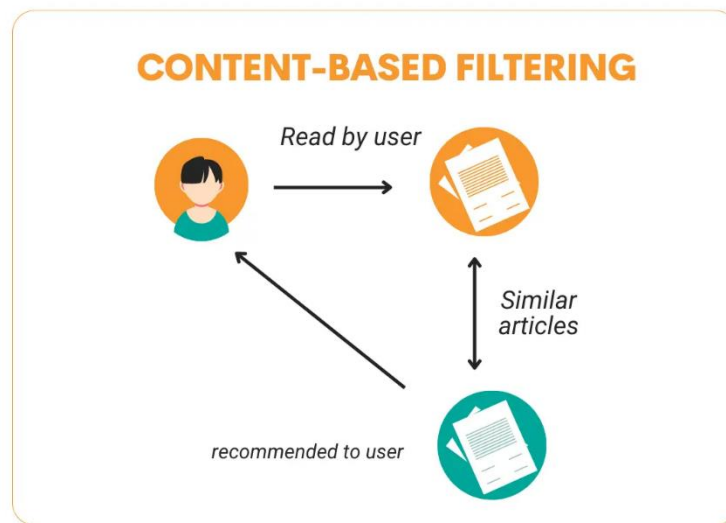 CONTENT-BASED FILTERING
Read by user
Similar
articles
recommended to user